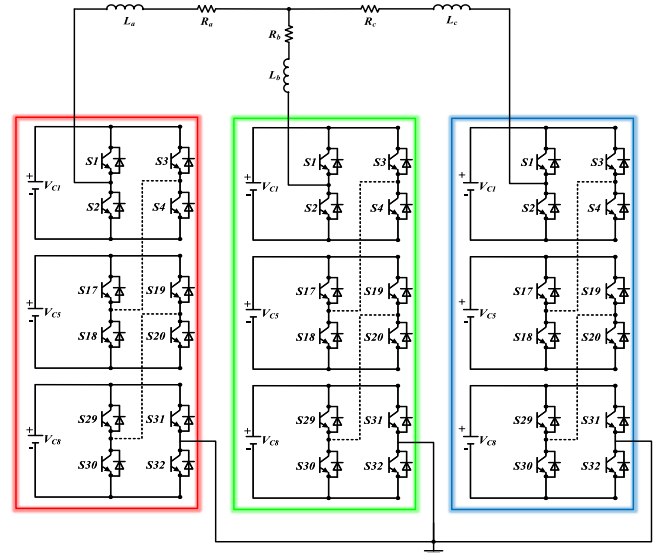 La Ra Rc Lc
Rb
Lb
S1 S3
+ VC1
-
S2 S4
S17 S19
+ VC5
-
S18 S20
S29 S31
+ VC8
-
S30 S32
S1 S3
+ VC1
-
S2 S4
S17 S19
+ VC5
-
S18 S20
S29 S31
+ VC8
-
S30 S32
S1 S3
+ VC1
-
S2 S4
S17 S19
+ VC5
-
S18 S20
S29 S31
+ VC8
-
S30 S32